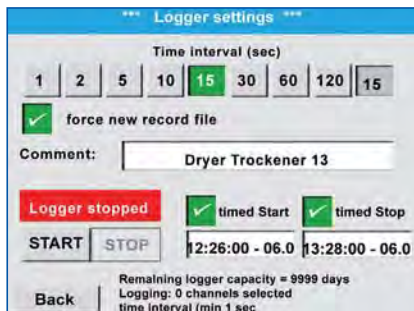 *** Logger settings ***
Time interval (sec)
1 2 5 10 15 30 60 120 15
force new record file
Comment: Dryer Trockener 13
Logger stopped timed Start timed Stop
START STOP 12:26:00 - 06.0 13:28:00 - 06.0
Remaining logger capacity = 9999 days
Back Logging: 0 channels selected
time interval (min 1 sec